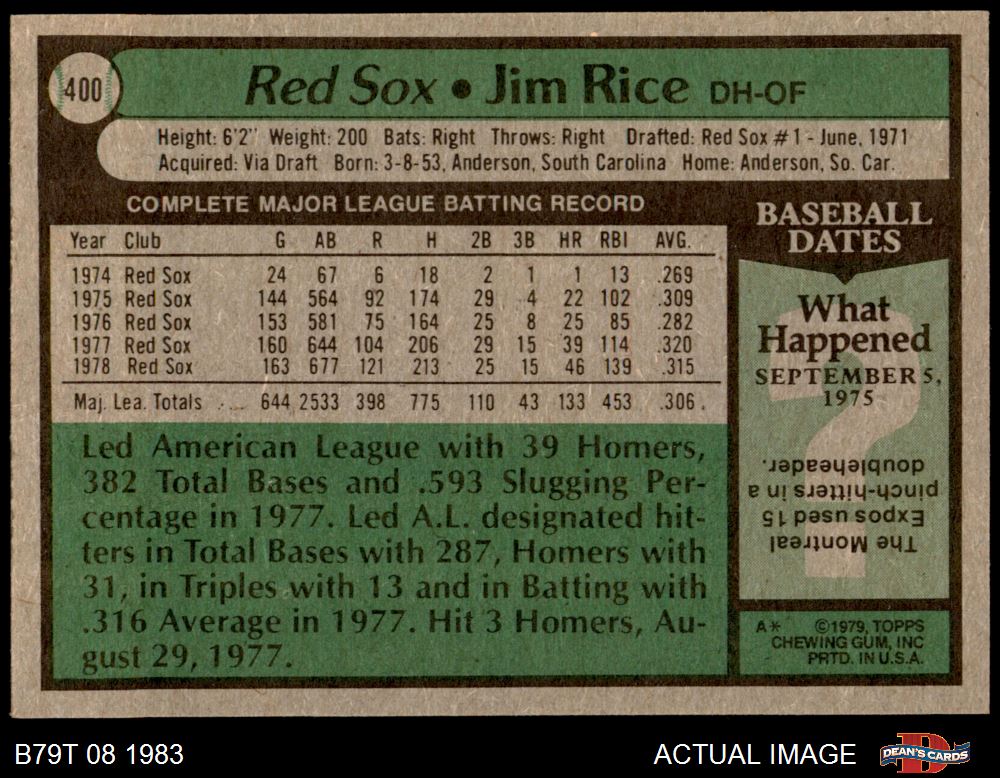 400
Red Sox • Jim Rice DH-OF
Height: 6'2" Weight: 200 Bats: Right Throws: Right Drafted: Red Sox #1 - June, 1971
Acquired: Via Draft Born: 3-8-53, Anderson, South Carolina Home: Anderson, So. Car.
COMPLETE MAJOR LEAGUE BATTING RECORD
Year Club G AB R H 2B 3B HR RBI AVG.
1974 Red Sox 24 67 6 18 2 1 1 13 .269
1975 Red Sox 144 564 92 174 29 4 22 102 .309
1976 Red Sox 153 581 75 164 25 8 25 85 .282
1977 Red Sox 160 644 104 206 29 15 39 114 .320
1978 Red Sox 163 677 121 213 25 15 46 139 .315
Maj. Lea. Totals .... 644 2533 398 775 110 43 133 453 .306
Led American League with 39 Homers,
382 Total Bases and .593 Slugging Per-
centage in 1977. Led A.L. designated hit-
ters in Total Bases with 287, Homers with
31, in Triples with 13 and in Batting with
.316 Average in 1977. Hit 3 Homers, Au-
gust 29, 1977.
BASEBALL
DATES
What
Happened
SEPTEMBER 5,
1975
?
The Montreal
Expos used 15
pinch-hitters in a
doubleheader.
A* ©1979, TOPPS
CHEWING GUM, INC
PRTD. IN U.S.A.
B79T 08 1983
ACTUAL IMAGE
D
DEAN'S CARDS